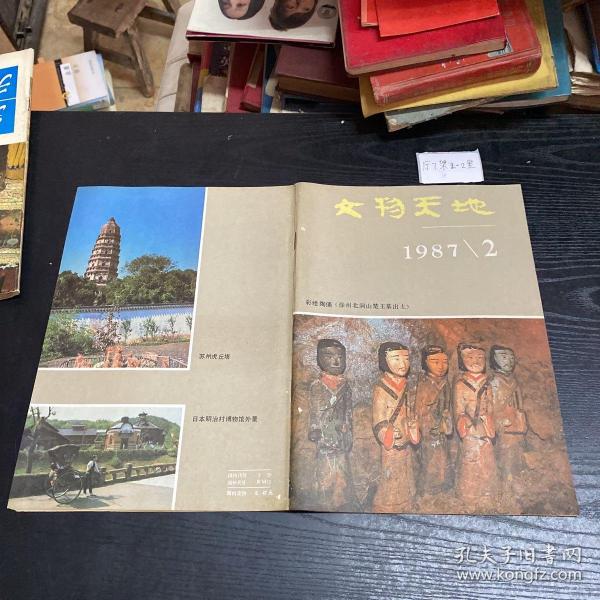 文物天地
1987\2
彩绘陶俑（徐州北洞山楚王墓出土）
苏州虎丘塔
日本明治村博物馆外景
孔夫子旧书网
www.kongfz.com